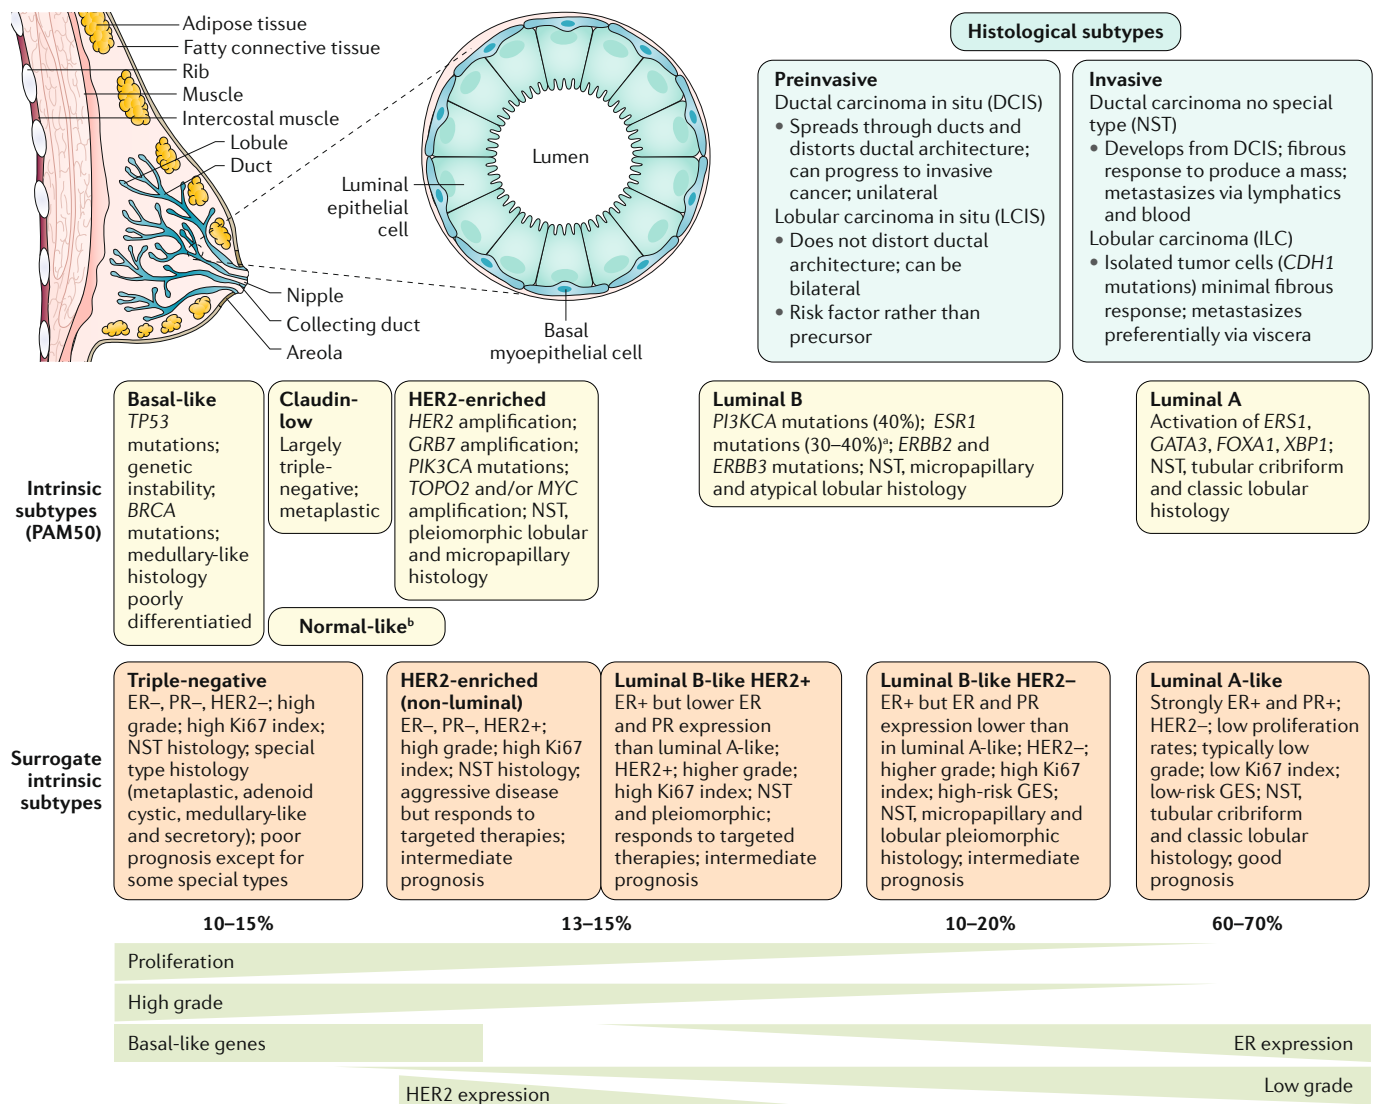 Adipose tissue
Fatty connective tissue
Rib
Muscle
Intercostal muscle
Lobule
Duct
Nipple
Collecting duct
Areola
Lumen
Luminal
epithelial
cell
Basal
myoepithelial cell
Histological subtypes
Preinvasive
Ductal carcinoma in situ (DCIS)
• Spreads through ducts and
distorts ductal architecture;
can progress to invasive
cancer; unilateral
Lobular carcinoma in situ (LCIS)
• Does not distort ductal
architecture; can be
bilateral
• Risk factor rather than
precursor
Invasive
Ductal carcinoma no special
type (NST)
• Develops from DCIS; fibrous
response to produce a mass;
metastasizes via lymphatics
and blood
Lobular carcinoma (ILC)
• Isolated tumor cells (CDH1
mutations) minimal fibrous
response; metastasizes
preferentially via viscera
Intrinsic
subtypes
(PAM50)
Basal-like
TP53
mutations;
genetic
instability;
BRCA
mutations;
medullary-like
histology
poorly
differentiatied
Claudin-
low
Largely
triple-
negative;
metaplastic
HER2-enriched
HER2 amplification;
GRB7 amplification;
PIK3CA mutations;
TOPO2 and/or MYC
amplification; NST,
pleiomorphic lobular
and micropapillary
histology
Normal-likeᵇ
Luminal B
PI3KCA mutations (40%); ESR1
mutations (30–40%)ᵃ; ERBB2 and
ERBB3 mutations; NST, micropapillary
and atypical lobular histology
Luminal A
Activation of ERS1,
GATA3, FOXA1, XBP1;
NST, tubular cribriform
and classic lobular
histology
Surrogate
intrinsic
subtypes
Triple-negative
ER–, PR–, HER2–; high
grade; high Ki67 index;
NST histology; special
type histology
(metaplastic, adenoid
cystic, medullary-like
and secretory); poor
prognosis except for
some special types
HER2-enriched
(non-luminal)
ER–, PR–, HER2+;
high grade; high Ki67
index; NST histology;
aggressive disease
but responds to
targeted therapies;
intermediate
prognosis
Luminal B-like HER2+
ER+ but lower ER
and PR expression
than luminal A-like;
HER2+; higher grade;
high Ki67 index; NST
and pleiomorphic;
responds to targeted
therapies; intermediate
prognosis
Luminal B-like HER2–
ER+ but ER and PR
expression lower than
in luminal A-like; HER2–;
higher grade; high Ki67
index; high-risk GES;
NST, micropapillary and
lobular pleiomorphic
histology; intermediate
prognosis
Luminal A-like
Strongly ER+ and PR+;
HER2–; low proliferation
rates; typically low
grade; low Ki67 index;
low-risk GES; NST,
tubular cribriform
and classic lobular
histology; good
prognosis
10–15%
13–15%
10–20%
60–70%
Proliferation
High grade
Basal-like genes
ER expression
Low grade
HER2 expression